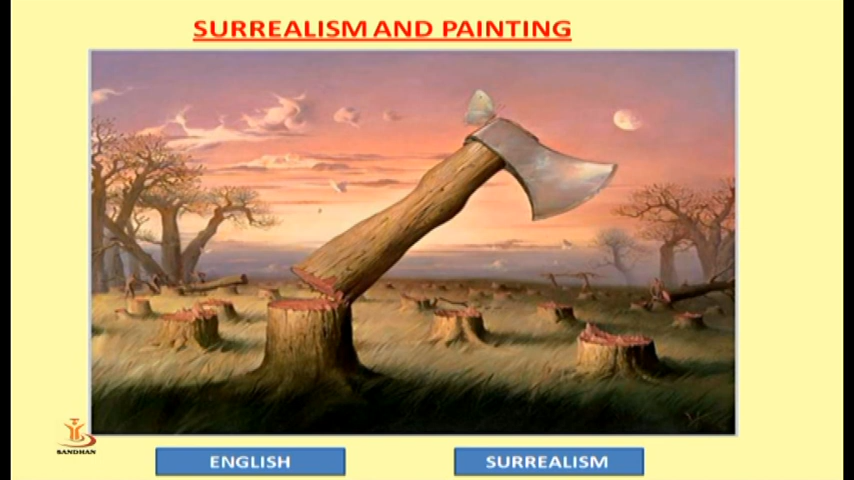 SURREALISM AND PAINTING
SANDHAN
ENGLISH
SURREALISM